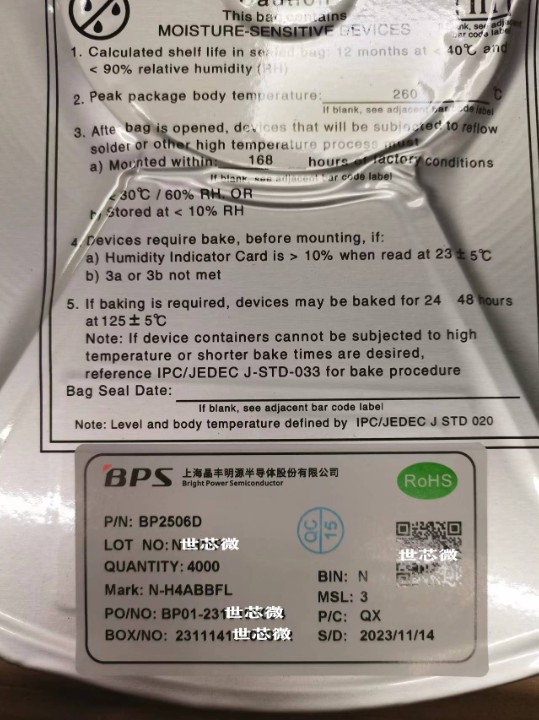 Caution
This bag contains
MOISTURE-SENSITIVE DEVICES
1. Calculated shelf life in sealed bag: 12 months at < 40℃ and
< 90% relative humidity (RH)
2. Peak package body temperature: 260 ℃
If blank, see adjacent bar code label
3. After bag is opened, devices that will be subjected to reflow
solder or other high temperature process must
a) Mounted within: 168 hours of factory conditions
If blank, see adjacent bar code label
≤30℃ / 60% RH, OR
b) Stored at < 10% RH
4. Devices require bake, before mounting, if:
a) Humidity Indicator Card is > 10% when read at 23 ± 5℃
b) 3a or 3b not met
5. If baking is required, devices may be baked for 24 48 hours
at 125 ± 5℃
Note: If device containers cannot be subjected to high
temperature or shorter bake times are desired,
reference IPC/JEDEC J-STD-033 for bake procedure
Bag Seal Date:
If blank, see adjacent bar code label
Note: Level and body temperature defined by IPC/JEDEC J STD 020
BPS 上海晶丰明源半导体股份有限公司
Bright Power Semiconductor
RoHS
P/N: BP2506D
QC 15
LOT NO: 世芯微
世芯微
QUANTITY: 4000
Mark: N-H4ABBFL
PO/NO: BP01-231 世芯微
BOX/NO: 2311141 世芯微
BIN: N
MSL: 3
P/C: QX
S/D: 2023/11/14